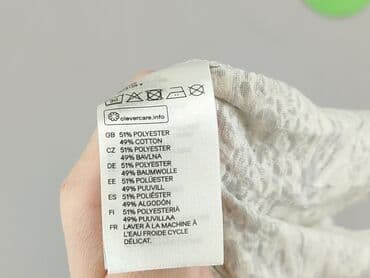 clevercare.info
GB 51% POLYESTER
49% COTTON
CZ 51% POLYESTER
49% BAVLNA
DE 51% POLYESTER
49% BAUMWOLLE
EE 51% POLÜESTER
49% PUUVILL
ES 51% POLIÉSTER
49% ALGODÓN
FI 51% POLYESTERIÄ
49% PUUVILLAA
FR LAVER À LA MACHINE À
L'EAU FROIDE CYCLE
DÉLICAT.